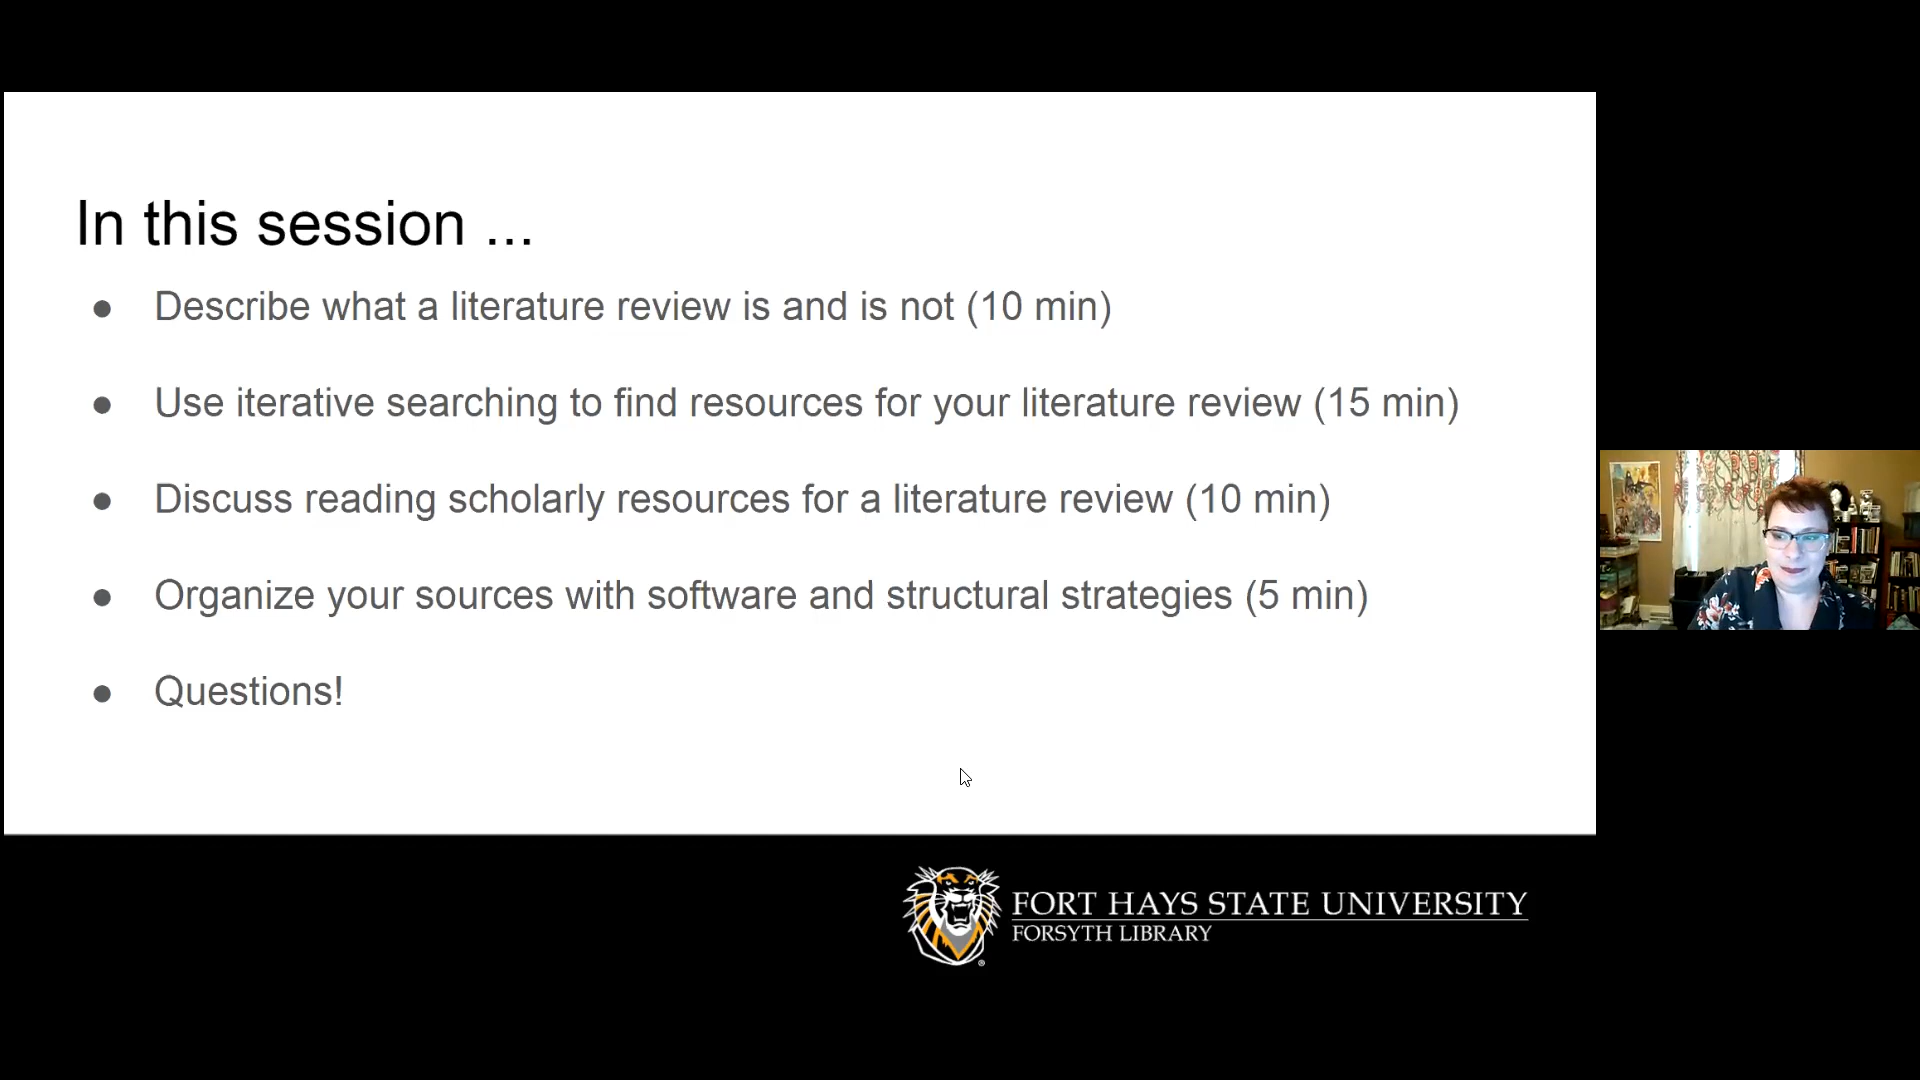 In this session ...
● Describe what a literature review is and is not (10 min)
● Use iterative searching to find resources for your literature review (15 min)
● Discuss reading scholarly resources for a literature review (10 min)
● Organize your sources with software and structural strategies (5 min)
● Questions!
FORT HAYS STATE UNIVERSITY
FORSYTH LIBRARY
®